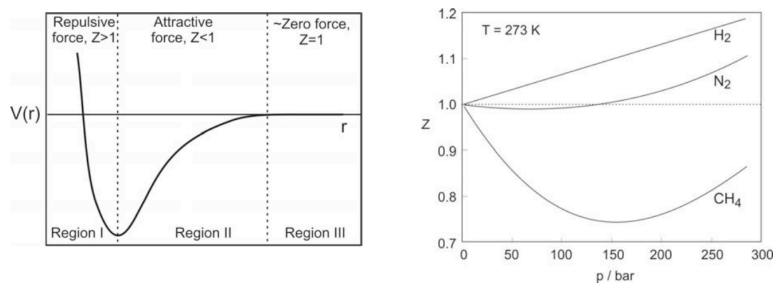 Repulsive
force, Z>1
Attractive
force, Z<1
~Zero force,
Z=1
V(r)
r
Region I
Region II
Region III
1.2
1.1
1.0
0.9
0.8
0.7
Z
T = 273 K
H2
N2
CH4
0
50
100
150
200
250
300
p / bar